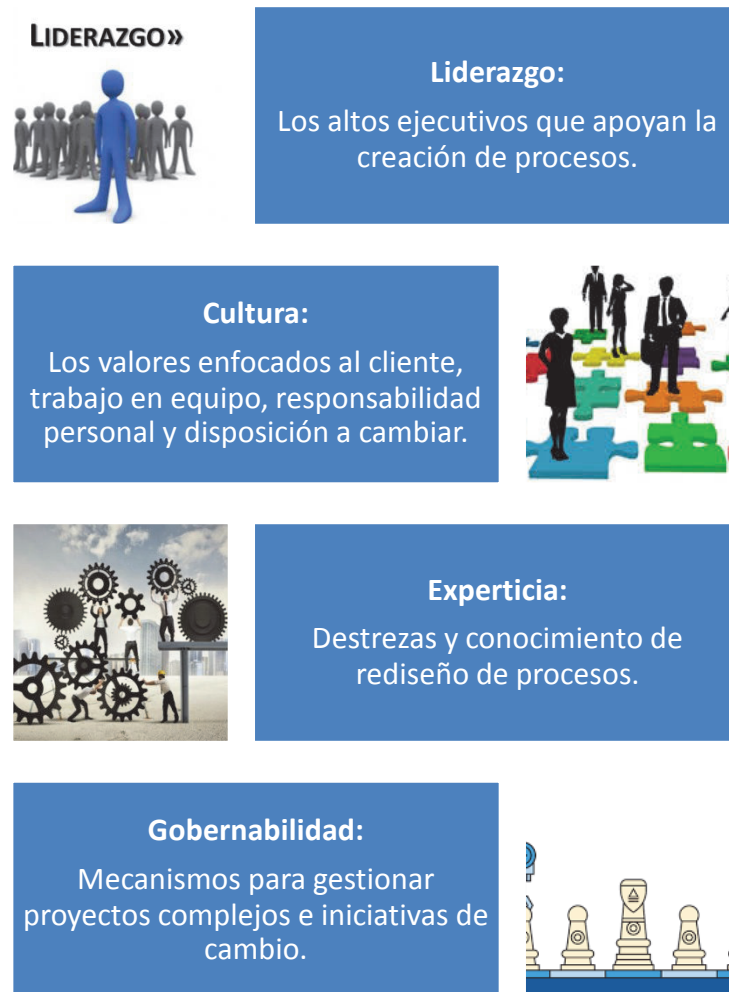 LIDERAZGO»
Liderazgo:
Los altos ejecutivos que apoyan la
creación de procesos.
Cultura:
Los valores enfocados al cliente,
trabajo en equipo, responsabilidad
personal y disposición a cambiar.
Experticia:
Destrezas y conocimiento de
rediseño de procesos.
Gobernabilidad:
Mecanismos para gestionar
proyectos complejos e iniciativas de
cambio.